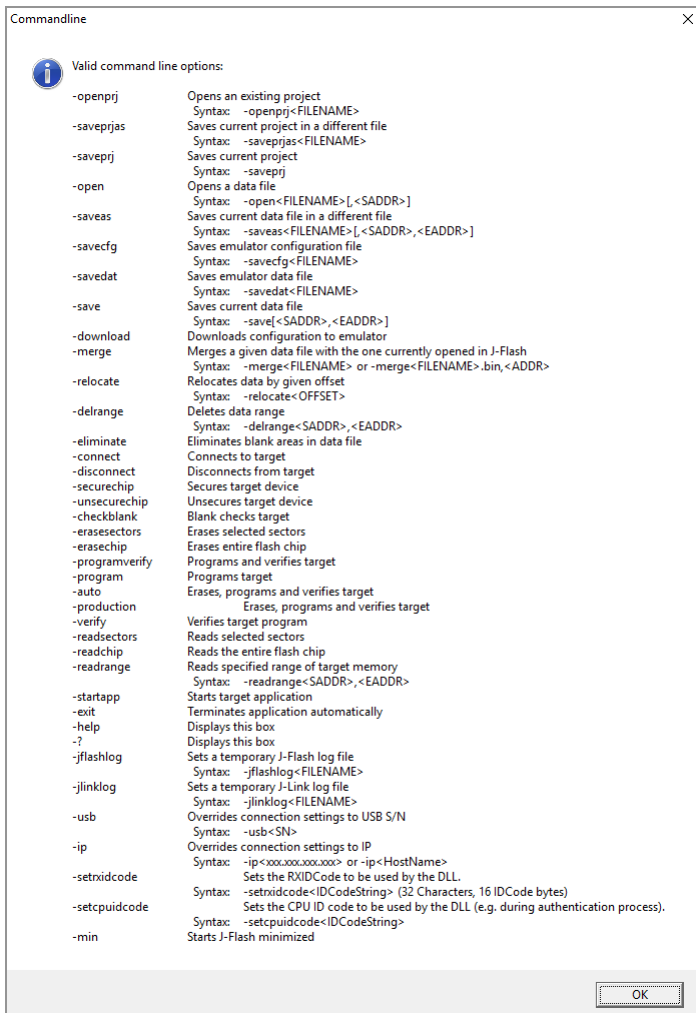 Commandline
Valid command line options:
-openprj Opens an existing project
Syntax: -openprj<FILENAME>
-saveprjas Saves current project in a different file
Syntax: -saveprjas<FILENAME>
-saveprj Saves current project
Syntax: -saveprj
-open Opens a data file
Syntax: -open<FILENAME>[,<SADDR>]
-saveas Saves current data file in a different file
Syntax: -saveas<FILENAME>[,<SADDR>,<EADDR>]
-savecfg Saves emulator configuration file
Syntax: -savecfg<FILENAME>
-savedat Saves emulator data file
Syntax: -savedat<FILENAME>
-save Saves current data file
Syntax: -save[<SADDR>,<EADDR>]
-download Downloads configuration to emulator
-merge Merges a given data file with the one currently opened in J-Flash
Syntax: -merge<FILENAME> or -merge<FILENAME>.bin,<ADDR>
-relocate Relocates data by given offset
Syntax: -relocate<OFFSET>
-delrange Deletes data range
Syntax: -delrange<SADDR>,<EADDR>
-eliminate Eliminates blank areas in data file
-connect Connects to target
-disconnect Disconnects from target
-securechip Secures target device
-unsecurechip Unsecures target device
-checkblank Blank checks target
-erasesectors Erases selected sectors
-erasechip Erases entire flash chip
-programverify Programs and verifies target
-program Programs target
-auto Erases, programs and verifies target
-production Erases, programs and verifies target
-verify Verifies target program
-readsectors Reads selected sectors
-readchip Reads the entire flash chip
-readrange Reads specified range of target memory
Syntax: -readrange<SADDR>,<EADDR>
-startapp Starts target application
-exit Terminates application automatically
-help Displays this box
-? Displays this box
-jflashlog Sets a temporary J-Flash log file
Syntax: -jflashlog<FILENAME>
-jlinklog Sets a temporary J-Link log file
Syntax: -jlinklog<FILENAME>
-usb Overrides connection settings to USB S/N
Syntax: -usb<SN>
-ip Overrides connection settings to IP
Syntax: -ip<xxx.xxx.xxx.xxx> or -ip<HostName>
-setrxidcode Sets the RXIDCode to be used by the DLL.
Syntax: -setrxidcode<IDCodeString> (32 Characters, 16 IDCode bytes)
-setcpuidcode Sets the CPU ID code to be used by the DLL (e.g. during authentication process).
Syntax: -setcpuidcode<IDCodeString>
-min Starts J-Flash minimized
OK